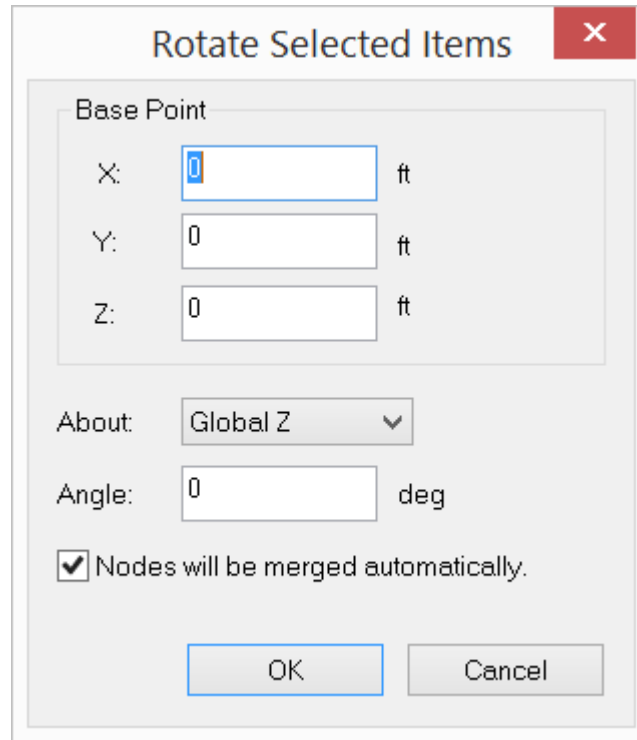 Rotate Selected Items
Base Point
X: 0 ft
Y: 0 ft
Z: 0 ft
About: Global Z
Angle: 0 deg
Nodes will be merged automatically.
OK Cancel